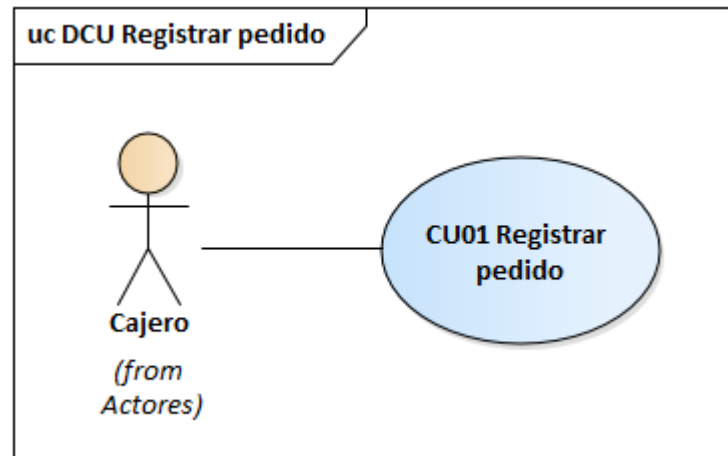 uc DCU Registrar pedido
CU01 Registrar
pedido
Cajero
(from
Actores)